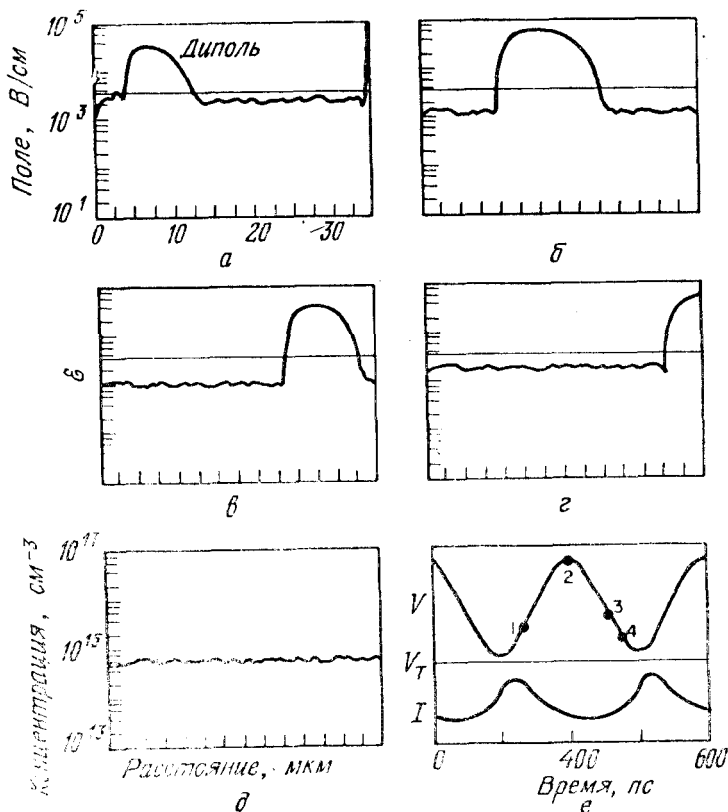 Поле, В/см
10⁵
10³
10¹
Диполь
0 10 20 30
а
б
ℰ
в
г
Концентрация, см⁻³
10¹⁷
10¹⁵
10¹³
Расстояние, мкм
д
V
V_T
I
1
2
3
4
0 400 600
Время, пс
е